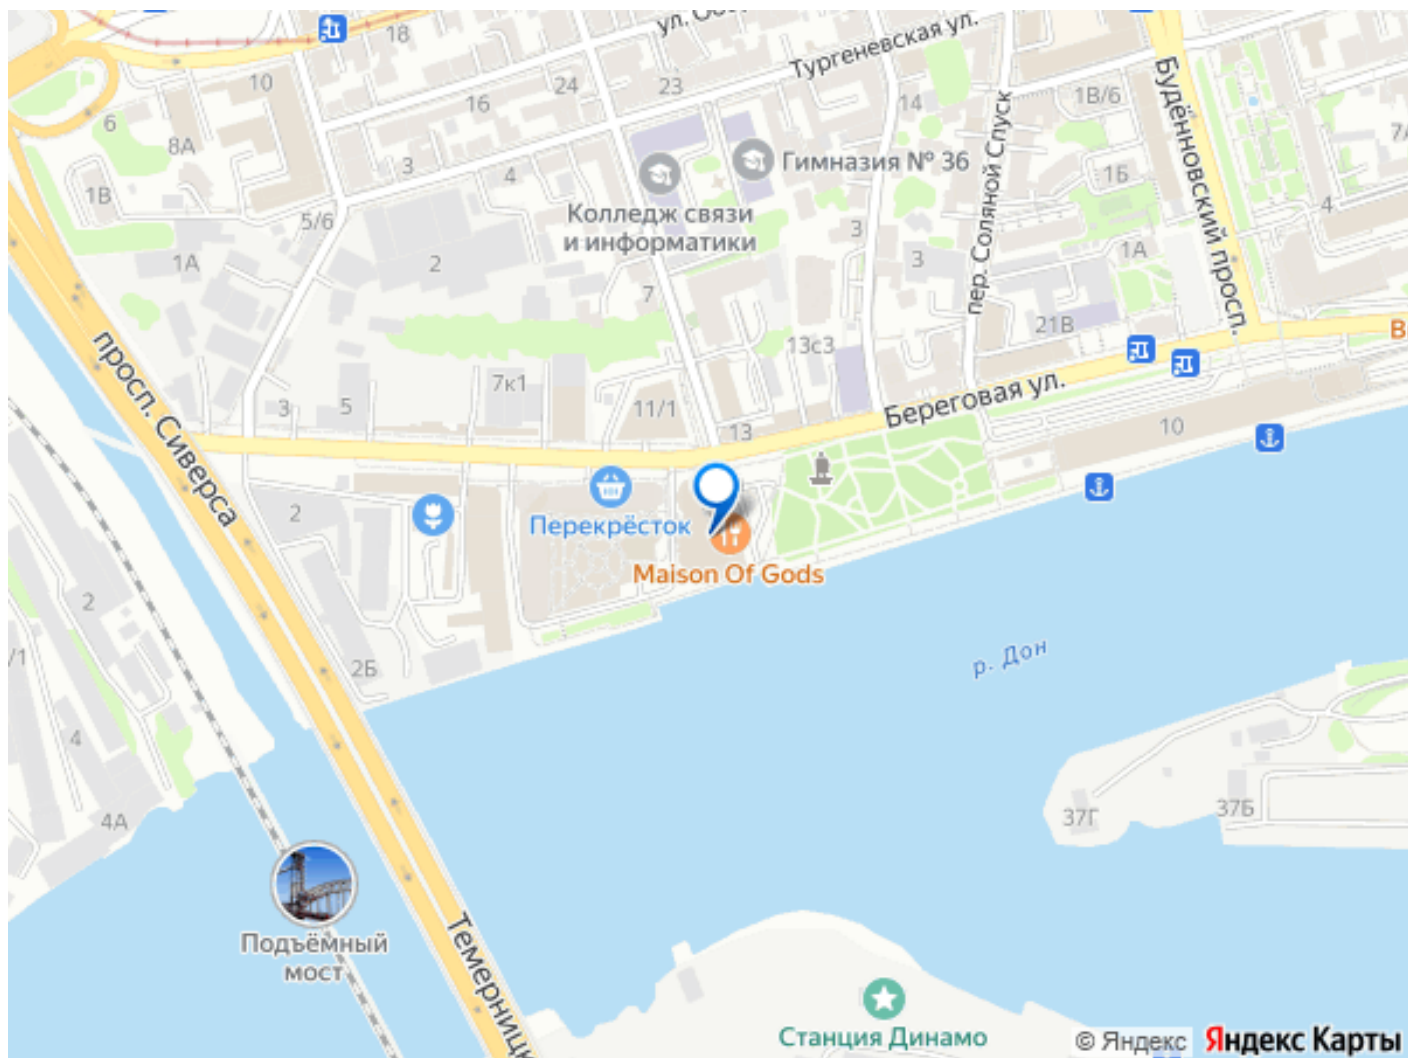 18
ул.
Тургеневская ул.
10
24
23
16
14
1В/6
Будённовский просп.
6
8А
3
4
Гимназия № 36
пер. Соляной Спуск
1Б
1В
5/6
Колледж связи
и информатики
3
4
1А
2
3
1А
7
21В
13с3
просп. Сиверса
7к1
3
5
11/1
13
Береговая ул.
10
2
Перекрёсток
Maison Of Gods
2
2Б
р. Дон
4
4А
37Г
37Б
Подъёмный
мост
Станция Динамо
© Яндекс
Яндекс Карты